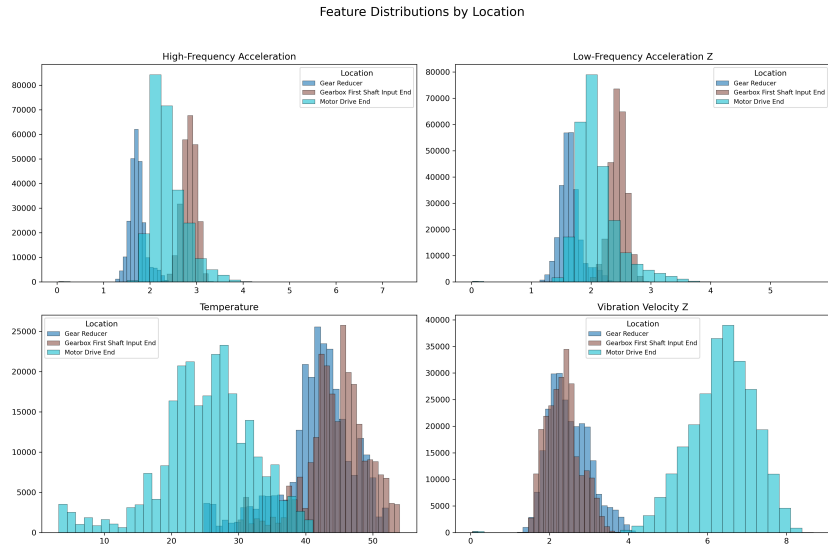 Feature Distributions by Location
High-Frequency Acceleration
Low-Frequency Acceleration Z
80000
70000
60000
50000
40000
30000
20000
10000
0
0 1 2 3 4 5 6 7
Location
Gear Reducer
Gearbox First Shaft Input End
Motor Drive End
80000
70000
60000
50000
40000
30000
20000
10000
0
0 1 2 3 4 5
Location
Gear Reducer
Gearbox First Shaft Input End
Motor Drive End
Temperature
Vibration Velocity Z
25000
20000
15000
10000
5000
0
10 20 30 40 50
Location
Gear Reducer
Gearbox First Shaft Input End
Motor Drive End
40000
35000
30000
25000
20000
15000
10000
5000
0
0 2 4 6 8
Location
Gear Reducer
Gearbox First Shaft Input End
Motor Drive End